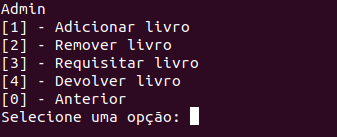 Admin
[1] - Adicionar livro
[2] - Remover livro
[3] - Requisitar livro
[4] - Devolver livro
[0] - Anterior
Selecione uma opção: